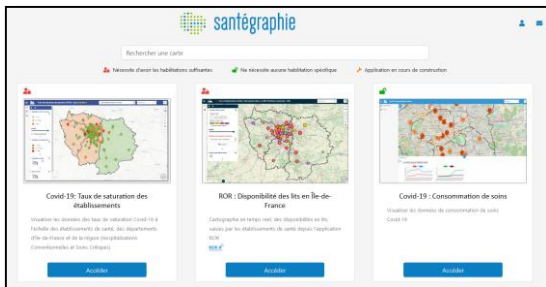 santégraphie
Rechercher une carte
Nécessite d'avoir les habilitations suffisantes Ne nécessite aucune habilitation spécifique Application en cours de construction
Covid-19: Taux de saturation des
établissements
Visualiser les données des taux de saturation Covid-19 à
l'échelle des établissements de santé, des départements
d'Ile-de-France et de la région (Hospitalisations
Conventionnelles et Soins Critiques)
Accéder
ROR : Disponibilité des lits en Île-de-
France
Cartographie en temps réel, des disponibilités en lits,
saisies par les établissements de santé depuis l'application
ROR
Accéder
Covid-19 : Consommation de soins
Visualiser les données de consommation de soins
Covid-19
Accéder